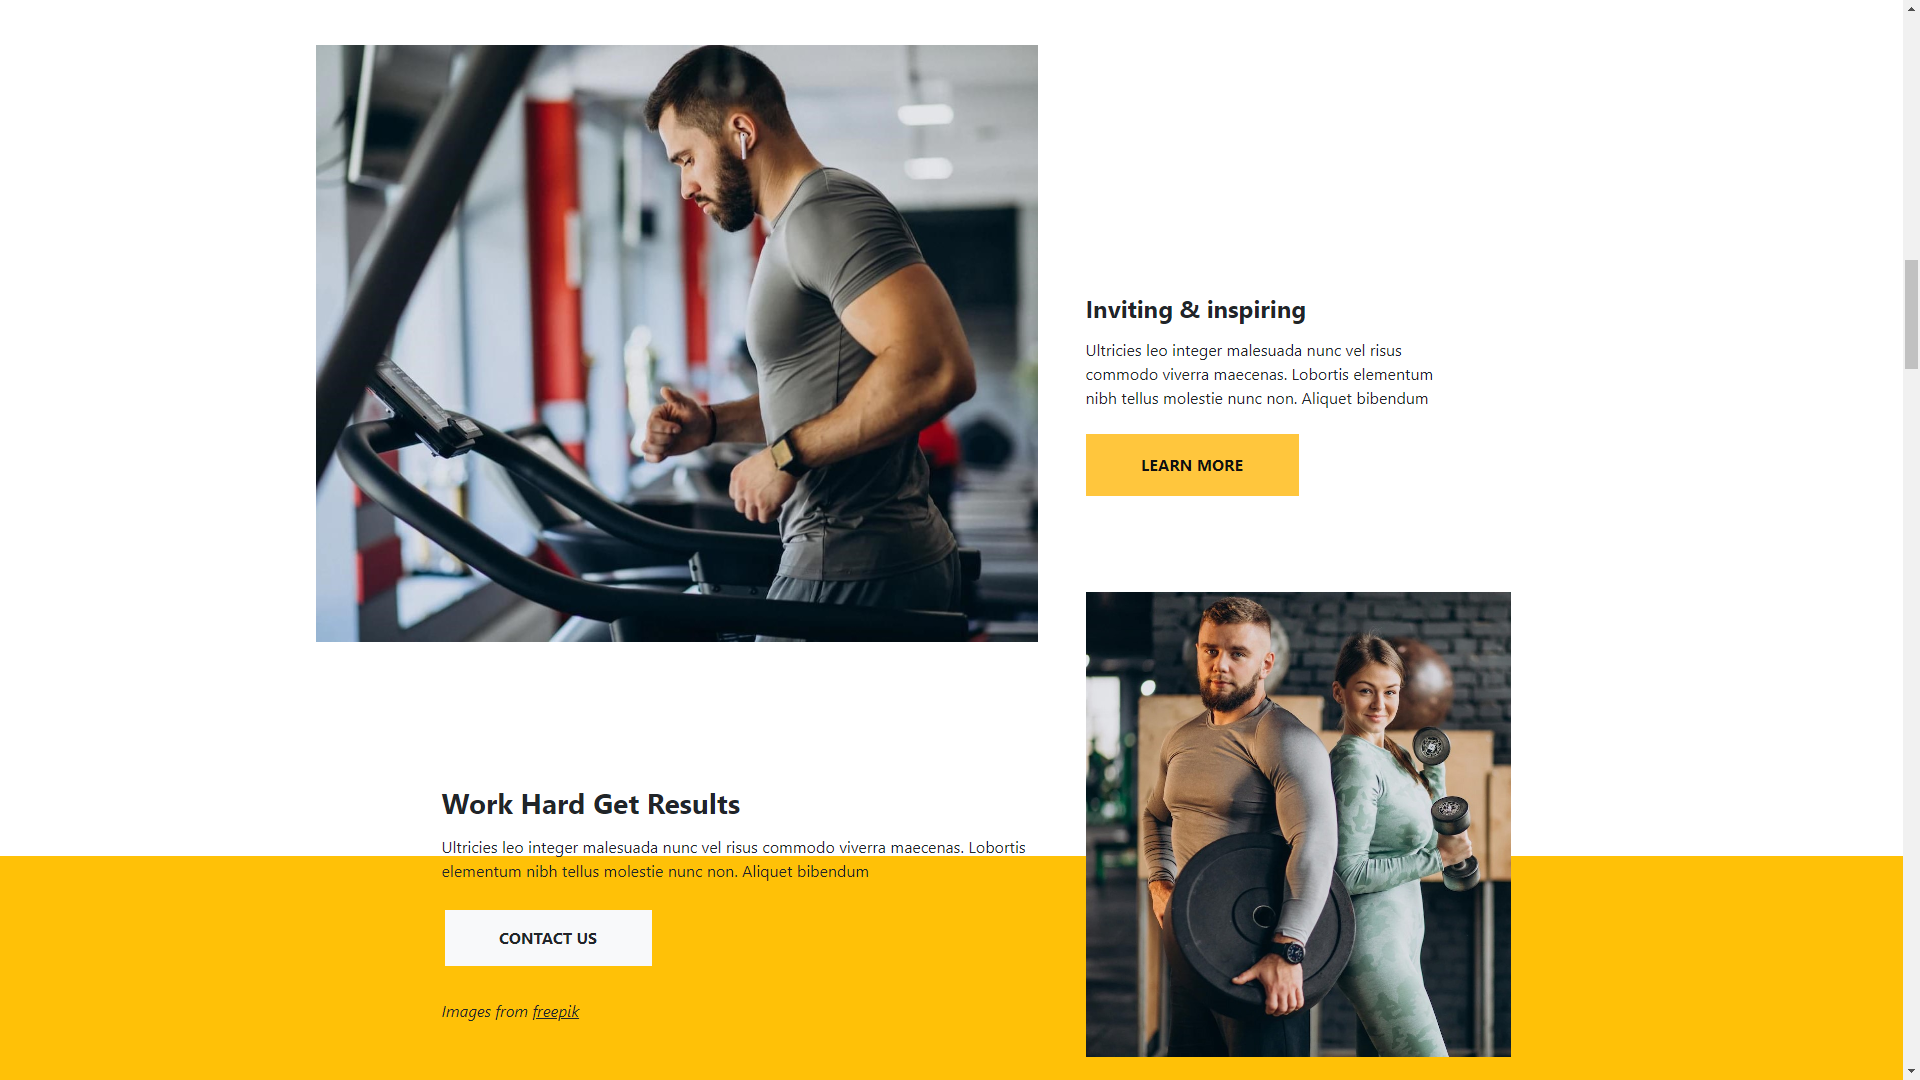 Inviting & inspiring
Ultricies leo integer malesuada nunc vel risus
commodo viverra maecenas. Lobortis elementum
nibh tellus molestie nunc non. Aliquet bibendum
LEARN MORE
Work Hard Get Results
Ultricies leo integer malesuada nunc vel risus commodo viverra maecenas. Lobortis
elementum nibh tellus molestie nunc non. Aliquet bibendum
CONTACT US
Images from freepik